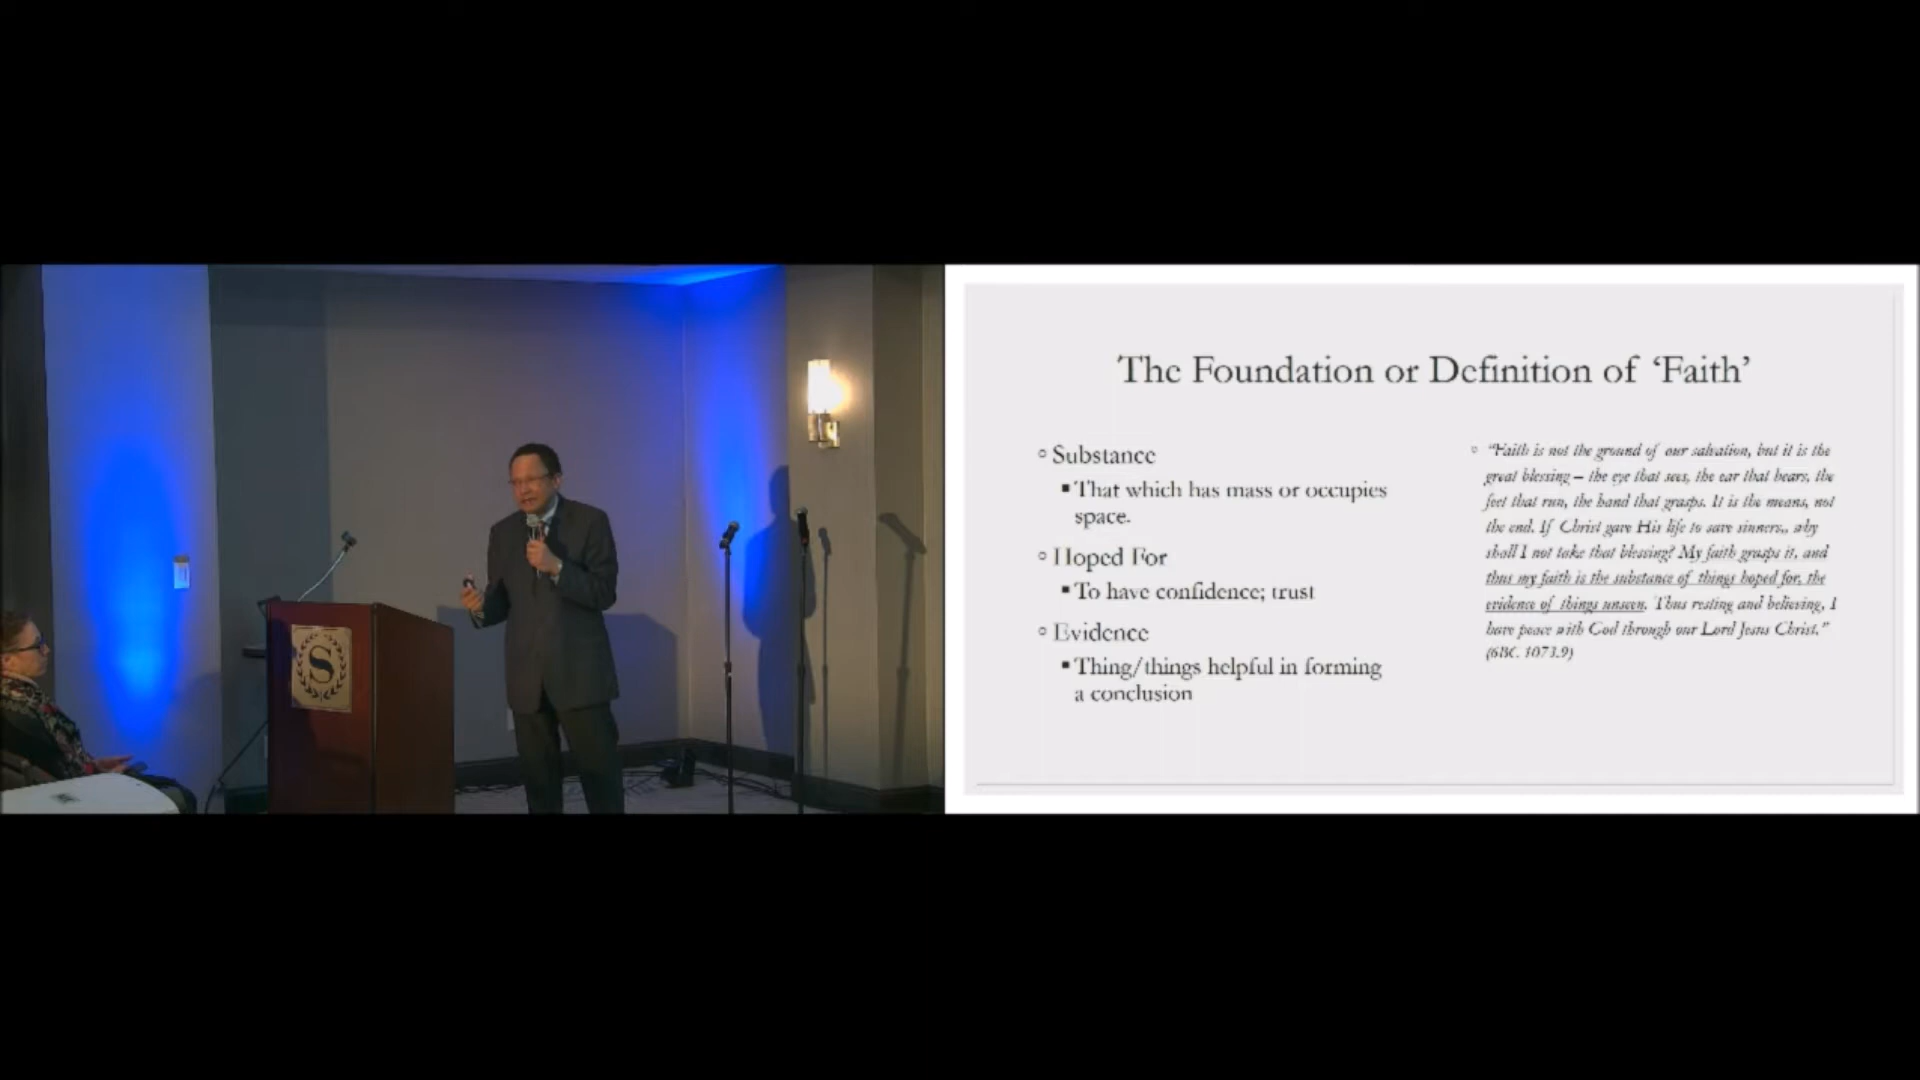 S
The Foundation or Definition of ‘Faith’
◦ Substance
▪ That which has mass or occupies
space.
◦ Hoped For
▪ To have confidence; trust
◦ Evidence
▪ Thing/things helpful in forming
a conclusion
◦ “Faith is not the ground of our salvation, but it is the
great blessing – the eye that sees, the ear that hears, the
feet that run, the hand that grasps. It is the means, not
the end. If Christ gave His life to save sinners,, why
shall I not take that blessing? My faith grasps it, and
thus my faith is the substance of things hoped for, the
evidence of things unseen. Thus resting and believing, I
have peace with God through our Lord Jesus Christ.”
(6BC. 1073.9)